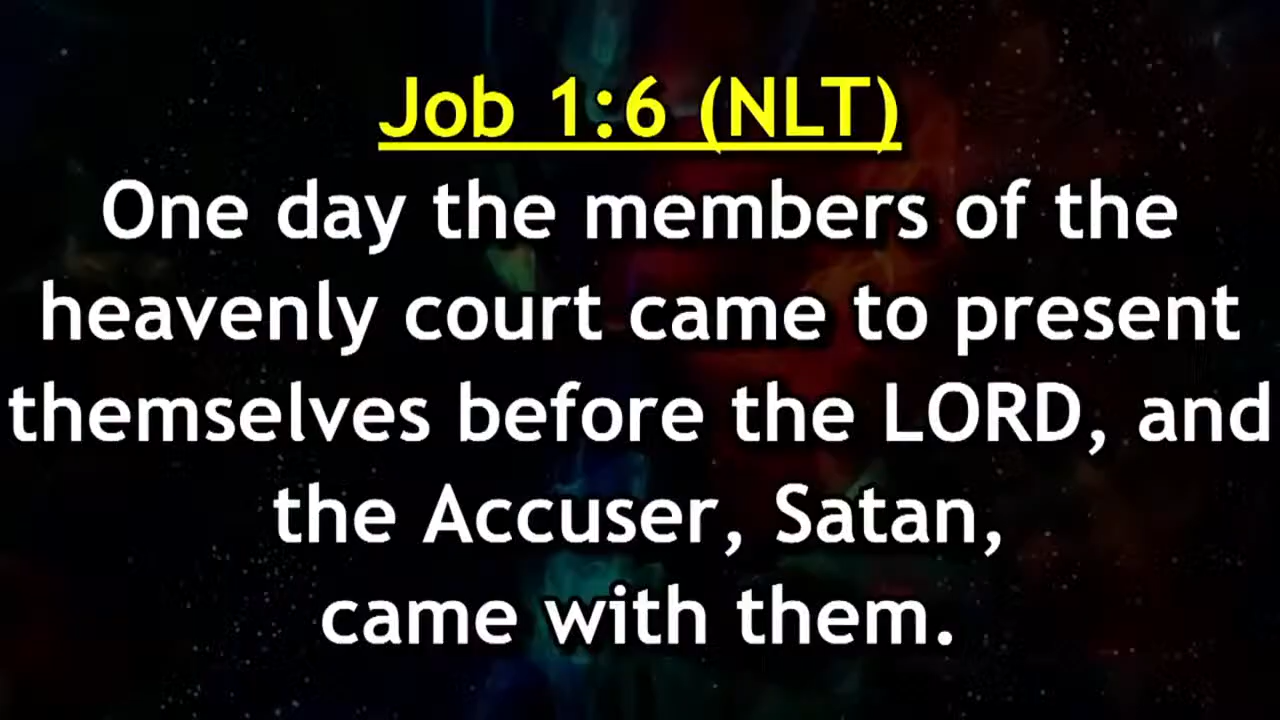 Job 1:6 (NLT)
One day the members of the
heavenly court came to present
themselves before the LORD, and
the Accuser, Satan,
came with them.